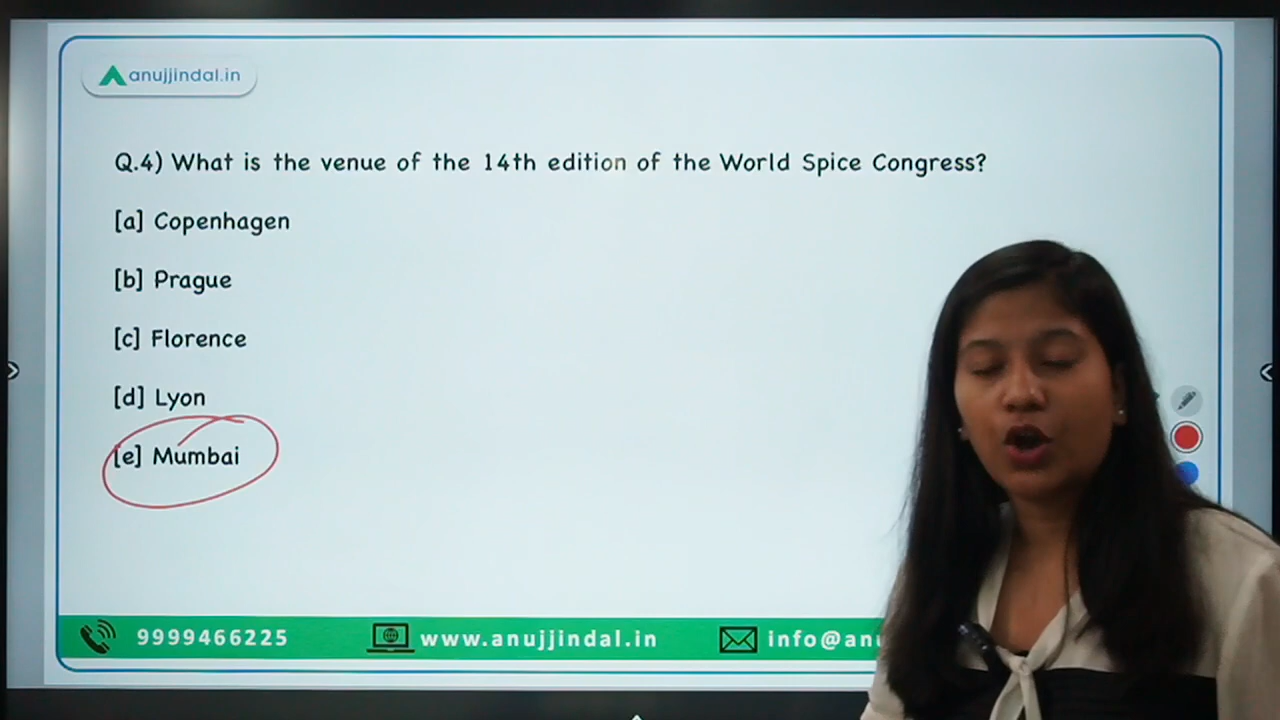 anujjindal.in
Q.4) What is the venue of the 14th edition of the World Spice Congress?
[a] Copenhagen
[b] Prague
[c] Florence
[d] Lyon
[e] Mumbai
9999466225 www.anujjindal.in info@anu